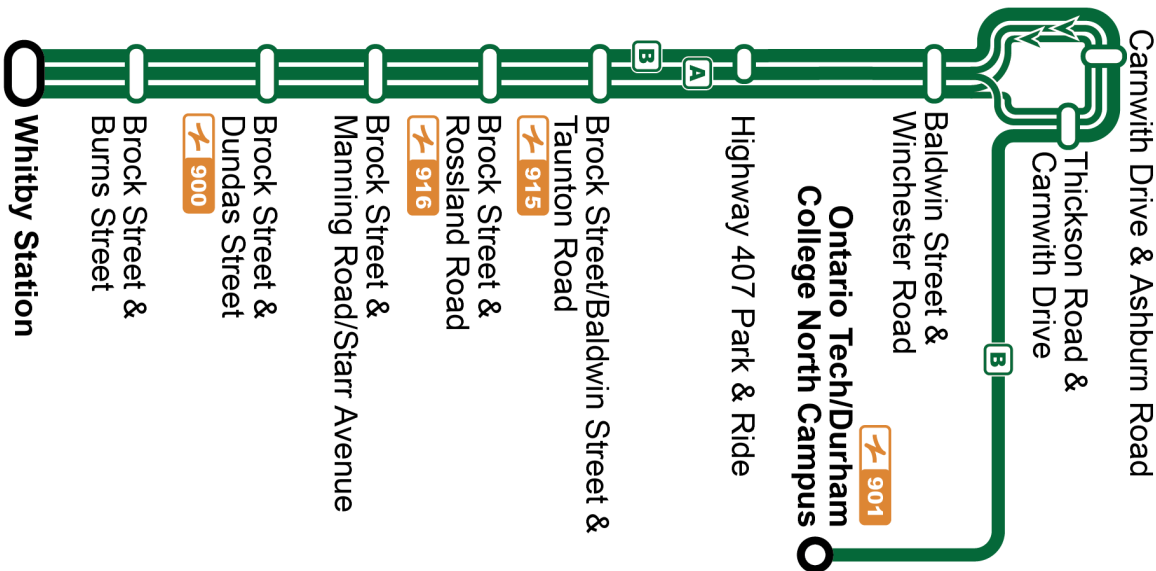 Carnwith Drive & Ashburn Road
Thickson Road &
Carnwith Drive
B
901
Ontario Tech/Durham
College North Campus
Baldwin Street &
Winchester Road
Highway 407 Park & Ride
A
B
Brock Street/Baldwin Street &
Taunton Road
915
Brock Street &
Rossland Road
916
Brock Street &
Manning Road/Starr Avenue
Brock Street &
Dundas Street
900
Brock Street &
Burns Street
Whitby Station